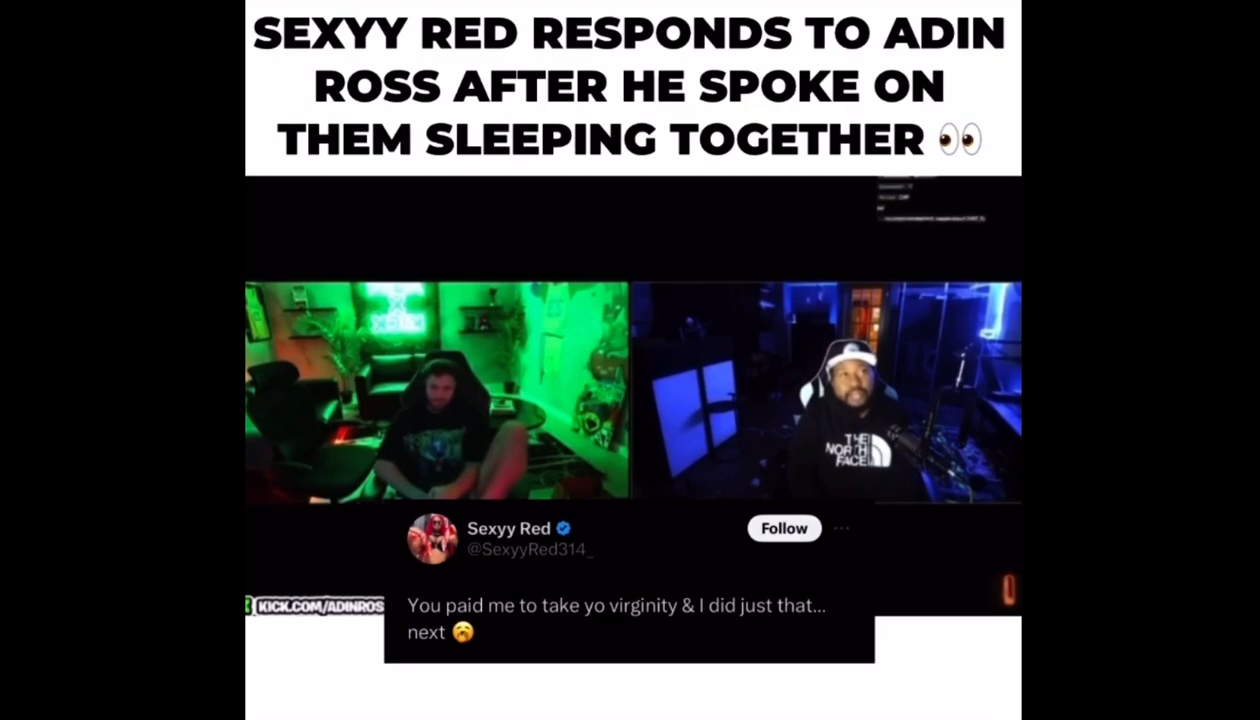 SEXYY RED RESPONDS TO ADIN
ROSS AFTER HE SPOKE ON
THEM SLEEPING TOGETHER 👀
THE
NORTH
FACE
Sexyy Red
Follow
@SexyyRed314_
KICK.COM/ADINROS
You paid me to take yo virginity & I did just that...
next 🥱